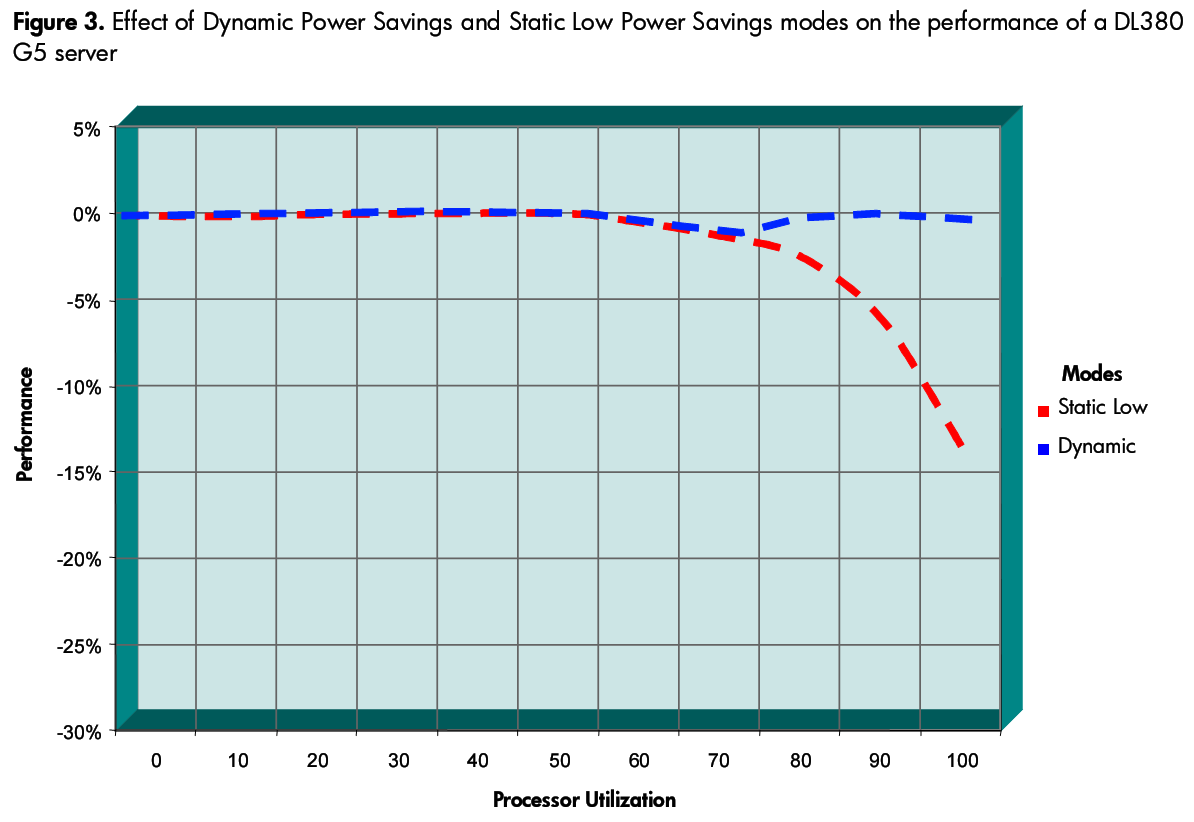 Figure 3. Effect of Dynamic Power Savings and Static Low Power Savings modes on the performance of a DL380
G5 server
5%
0%
-5%
-10%
-15%
-20%
-25%
-30%
Performance
0 10 20 30 40 50 60 70 80 90 100
Processor Utilization
Modes
Static Low
Dynamic